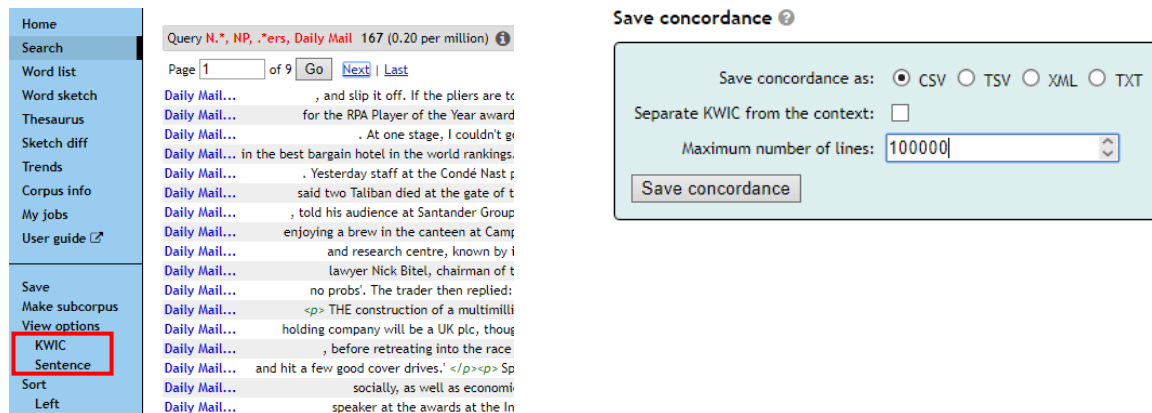 Home
Search
Word list
Word sketch
Thesaurus
Sketch diff
Trends
Corpus info
My jobs
User guide
Save
Make subcorpus
View options
KWIC
Sentence
Sort
Left
Query N.*, NP, .*ers, Daily Mail 167 (0.20 per million)
Page 1 of 9 Go Next | Last
Daily Mail... , and slip it off. If the pliers are
Daily Mail... for the RPA Player of the Year award
Daily Mail... . At one stage, I couldn't
Daily Mail... in the best bargain hotel in the world rankings.
Daily Mail... . Yesterday staff at the Condé Nast
Daily Mail... said two Taliban died at the gate of
Daily Mail... , told his audience at Santander Group
Daily Mail... enjoying a brew in the canteen at
Daily Mail... and research centre, known by
Daily Mail... lawyer Nick Bitel, chairman of
Daily Mail... no probs'. The trader then replied:
Daily Mail... <p> THE construction of a
Daily Mail... holding company will be a UK plc,
Daily Mail... , before retreating into the race
Daily Mail... and hit a few good cover drives.' </p><p>
Daily Mail... socially, as well as
Daily Mail... speaker at the awards at the
Save concordance
Save concordance as: CSV TSV XML TXT
Separate KWIC from the context:
Maximum number of lines: 100000
Save concordance